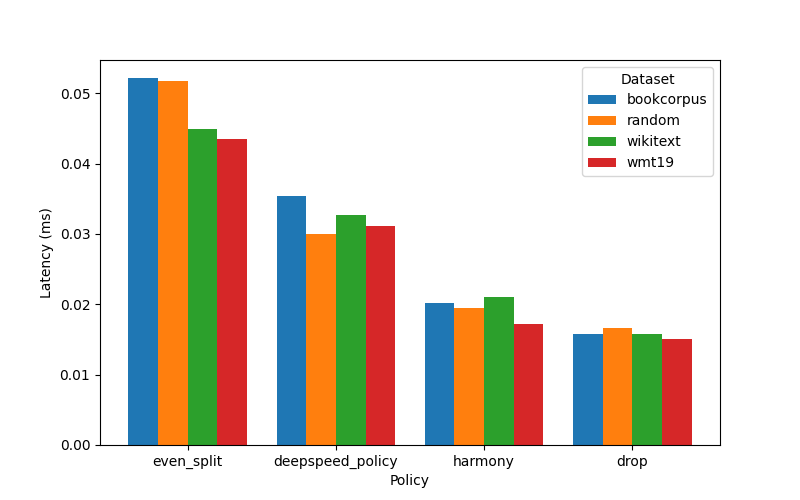 Dataset
bookcorpus
random
wikitext
wmt19
Latency (ms)
0.05
0.04
0.03
0.02
0.01
0.00
even_split deepspeed_policy harmony drop
Policy